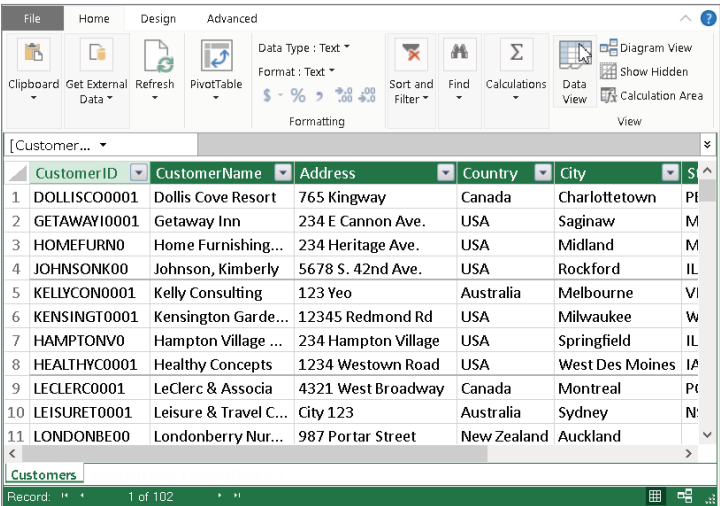 File Home Design Advanced
Clipboard
Get External Data
Refresh
PivotTable
Data Type : Text
Format : Text
$ - % , .00 .00
Formatting
Sort and Filter
Find
Σ
Calculations
Data View
Diagram View
Show Hidden
Calculation Area
View
[Customer...
CustomerID CustomerName Address Country City
1 DOLLISCO0001 Dollis Cove Resort 765 Kingway Canada Charlottetown
2 GETAWAYI0001 Getaway Inn 234 E Cannon Ave. USA Saginaw
3 HOMEFURN0 Home Furnishing... 234 Heritage Ave. USA Midland
4 JOHNSONK00 Johnson, Kimberly 5678 S. 42nd Ave. USA Rockford IL
5 KELLYCON0001 Kelly Consulting 123 Yeo Australia Melbourne
6 KENSINGT0001 Kensington Garde... 12345 Redmond Rd USA Milwaukee
7 HAMPTONV0 Hampton Village ... 234 Hampton Village USA Springfield IL
8 HEALTHYC0001 Healthy Concepts 1234 Westown Road USA West Des Moines
9 LECLERC0001 LeClerc & Associa 4321 West Broadway Canada Montreal
10 LEISURET0001 Leisure & Travel C... City 123 Australia Sydney
11 LONDONBE00 Londonberry Nur... 987 Portar Street New Zealand Auckland
Customers
Record: 1 of 102